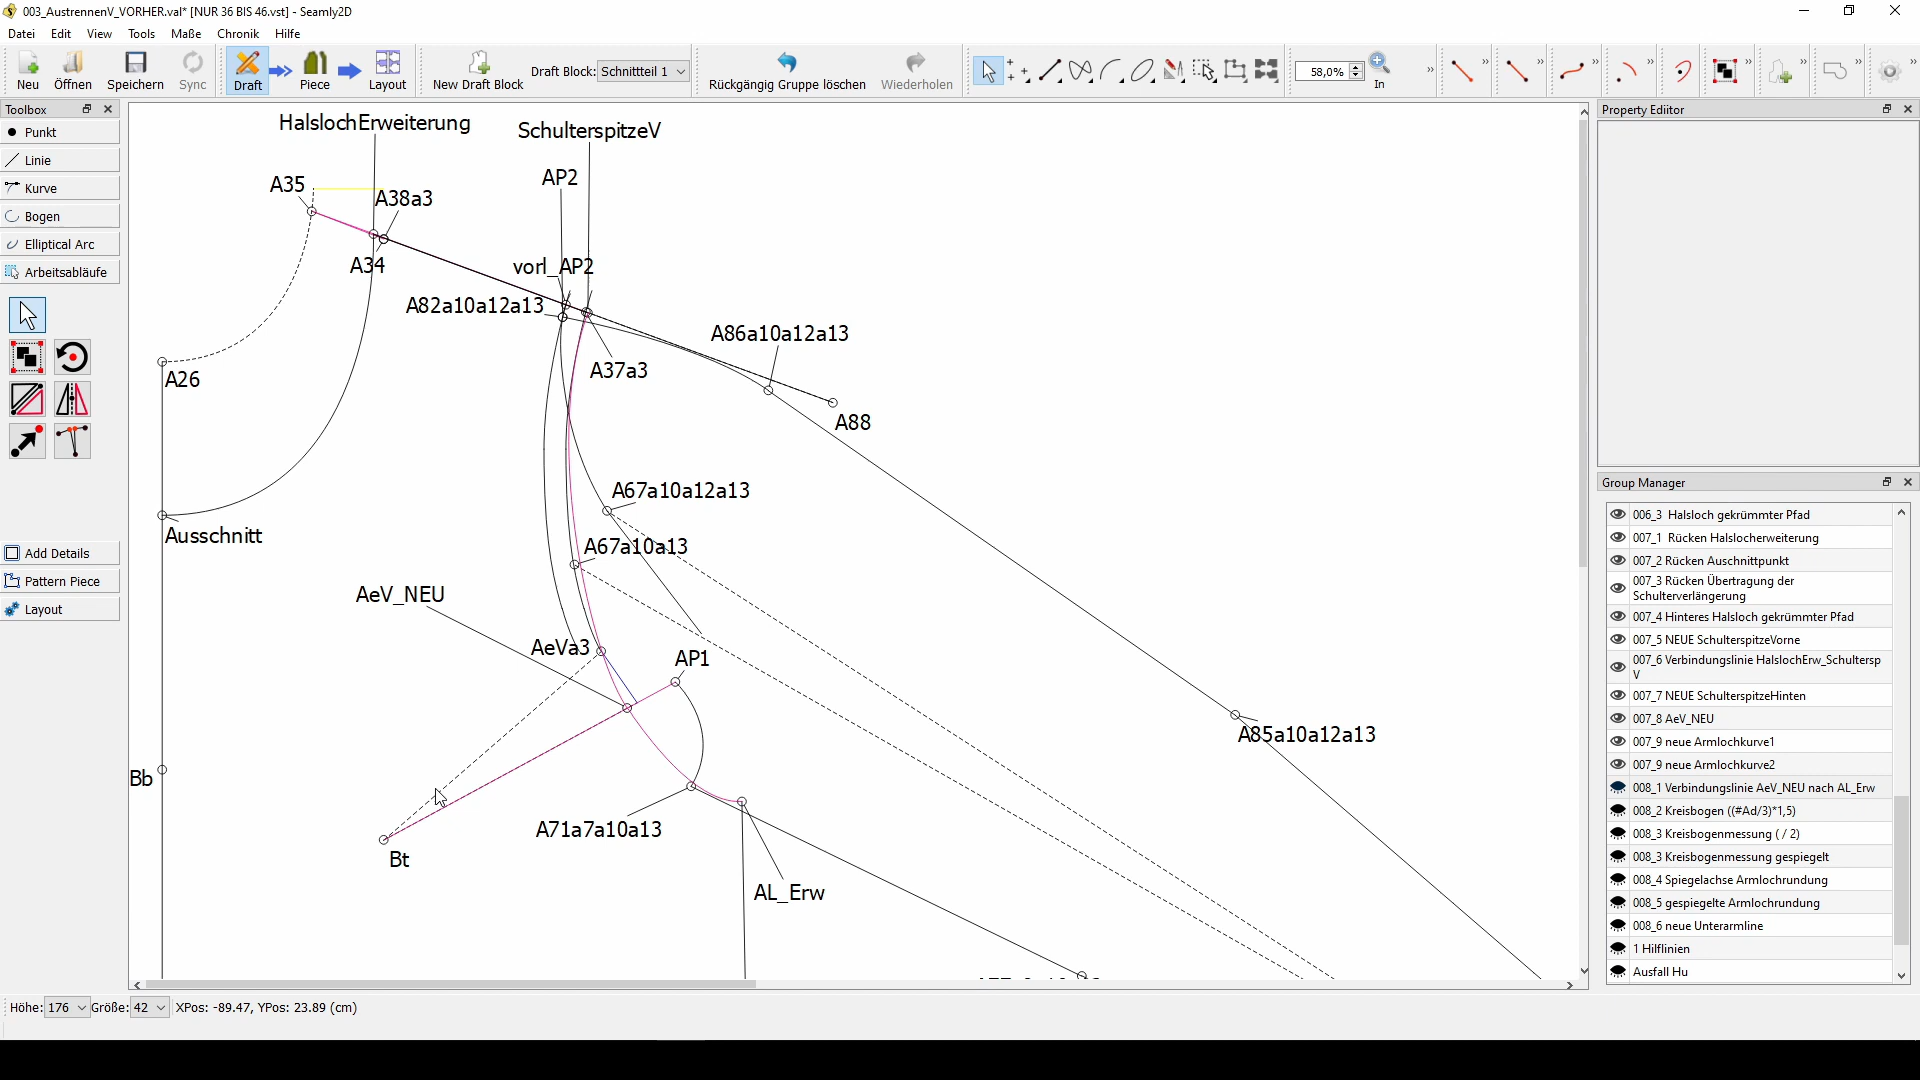 003_AustrennenV_VORHER.val* [NUR 36 BIS 46.vst] - Seamly2D
Datei Edit View Tools Maße Chronik Hilfe
Neu Öffnen Speichern Sync Draft Piece Layout New Draft Block Draft Block: Schnittteil 1 Rückgängig Gruppe löschen Wiederholen 58,0% In
Toolbox
Punkt
Linie
Kurve
Bogen
Elliptical Arc
Arbeitsabläufe
Add Details
Pattern Piece
Layout
HalslochErweiterung
SchulterspitzeV
AP2
A35
A38a3
A34
vorl_AP2
A82a10a12a13
A86a10a12a13
A37a3
A26
A88
A67a10a12a13
Ausschnitt
A67a10a13
AeV_NEU
AeVa3
AP1
A85a10a12a13
Bb
A71a7a10a13
Bt
AL_Erw
Property Ediitor
Group Manager
006_3 Halsloch gekrümmter Pfad
007_1 Rücken Halslocherweiterung
007_2 Rücken Auschnittpunkt
007_3 Rücken Übertragung der
Schulterverlängerung
007_4 Hinteres Halsloch gekrümmter Pfad
007_5 NEUE SchulterspitzeVorne
007_6 Verbindungslinie HalslochErw_Schultersp
V
007_7 NEUE SchulterspitzeHinten
007_8 AeV_NEU
007_9 neue Armlochkurve1
007_9 neue Armlochkurve2
008_1 Verbindungslinie AeV_NEU nach AL_Erw
008_2 Kreisbogen ((#Ad/3)*1,5)
008_3 Kreisbogenmessung ( / 2)
008_3 Kreisbogenmessung gespiegelt
008_4 Spiegelachse Armlochrundung
008_5 gespiegelte Armlochrundung
008_6 neue Unterarmline
1 Hilflinien
Ausfall Hu
Höhe: 176 Größe: 42 XPos: -89.47, YPos: 23.89 (cm)